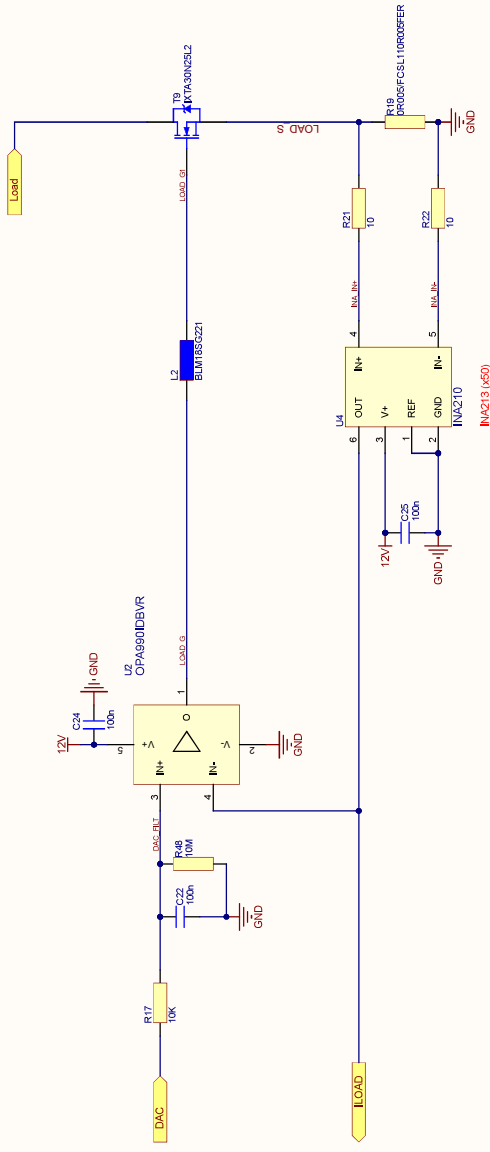 Load
T9
IXTA30N25L2
LOAD_G1
LOAD_S
R19
0R005/FCSL110R005FER
GND
R21
10
R22
10
INA_IN+
INA_IN-
L2
BLM18SG221
4
5
IN+
IN-
U4
OUT
V+
REF
GND
INA210
INA213 (x50)
6
3
1
2
C25
100n
12V
GND
U2
OPA990IDBVR
LOAD_G
1
GND
C24
100n
12V
5
V+
O
V-
2
GND
IN+
IN-
3
4
DAC_FILT
R48
10M
C22
100n
GND
R17
10K
DAC
ILOAD